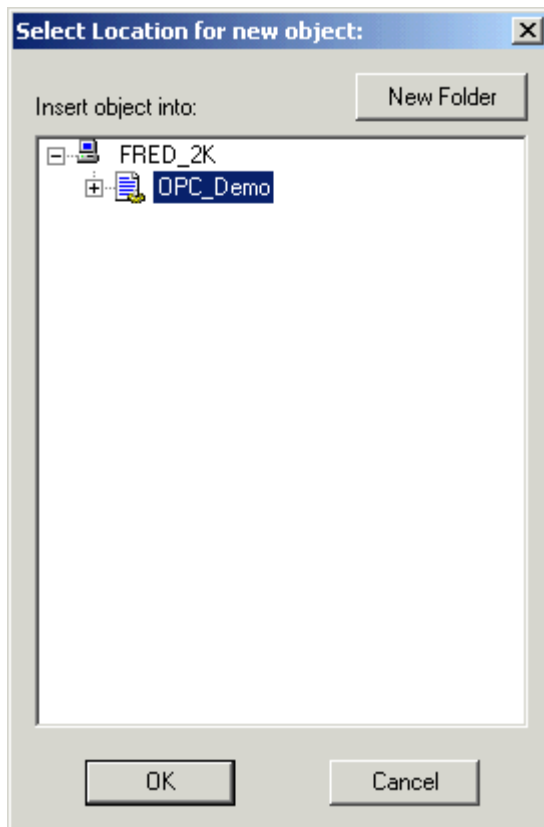 Select Location for new object:
New Folder
Insert object into:
FRED_2K
OPC_Demo
OK
Cancel